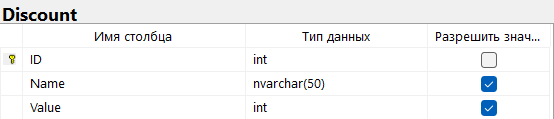 Discount
Имя столбца Тип данных Разрешить знач...
ID int
Name nvarchar(50)
Value int